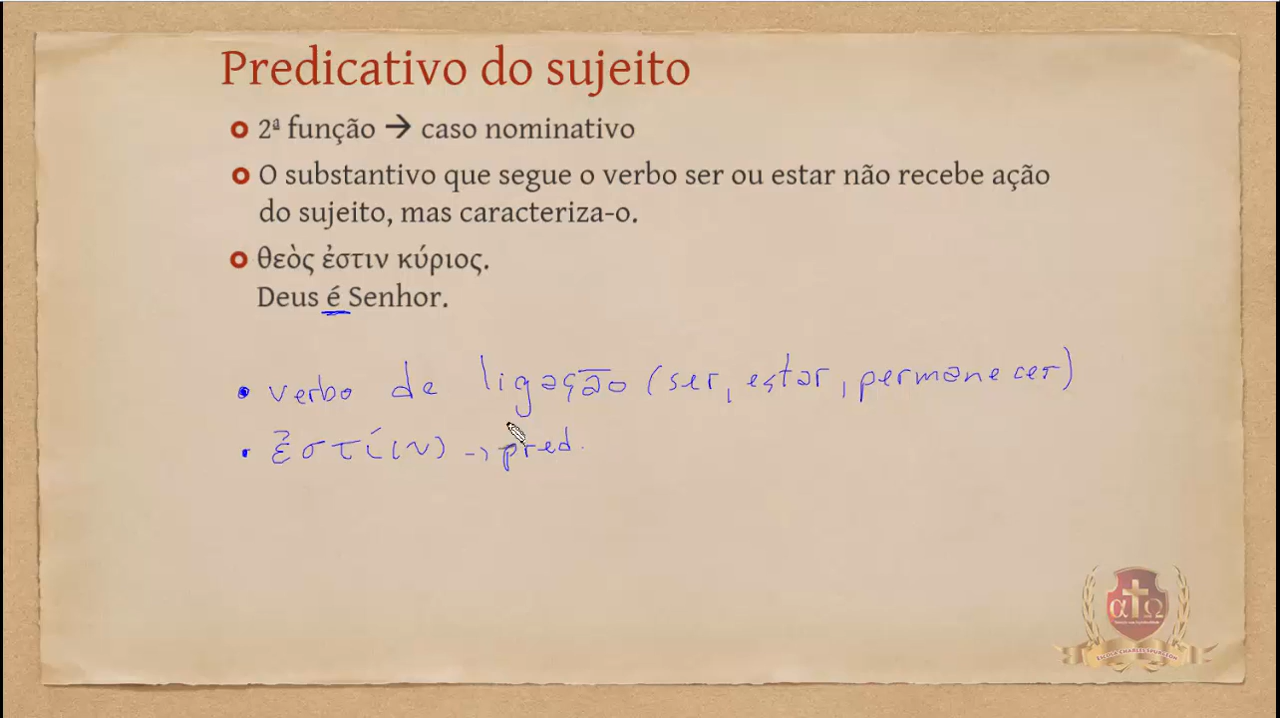 Predicativo do sujeito
2ª função → caso nominativo
O substantivo que segue o verbo ser ou estar não recebe ação
do sujeito, mas caracteriza-o.
θεὸς ἐστιν κύριος.
Deus é Senhor.
• verbo de ligação (ser, estar, permanecer)
• ἐστί(ν) → pred.
α Ω